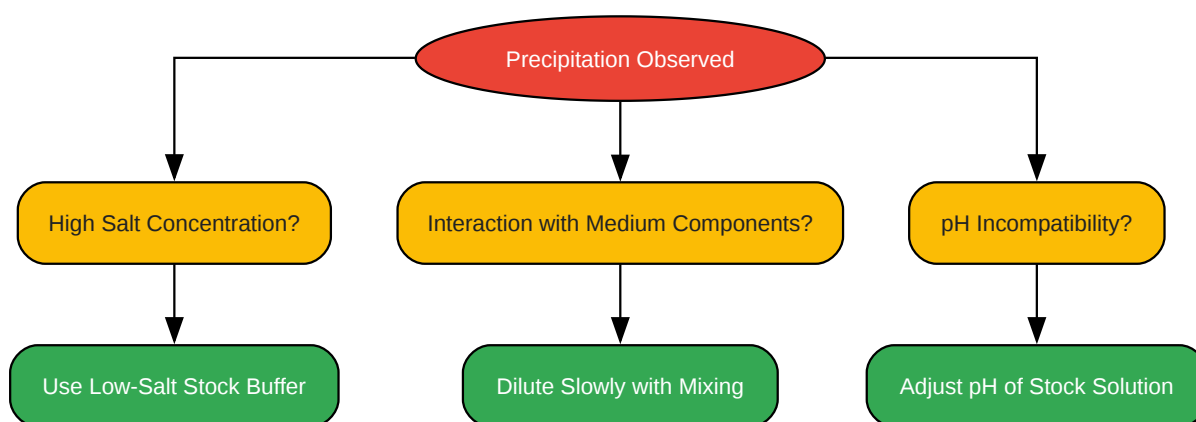 Precipitation Observed
High Salt Concentration?
Interaction with Medium Components?
pH Incompatibility?
Use Low-Salt Stock Buffer
Dilute Slowly with Mixing
Adjust pH of Stock Solution